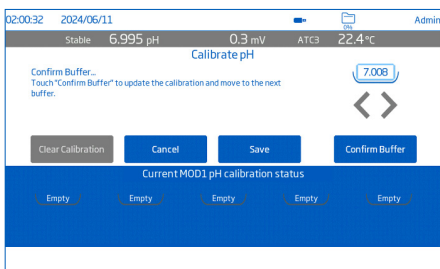 02:00:32 2024/06/11 0% Admin
Stable 6.995 pH 0.3 mV ATC3 22.4 °C
Calibrate pH
Confirm Buffer...
Touch "Confirm Buffer" to update the calibration and move to the next
buffer.
7.008
Clear Calibration Cancel Save Confirm Buffer
Current MOD1 pH calibration status
Empty Empty Empty Empty Empty